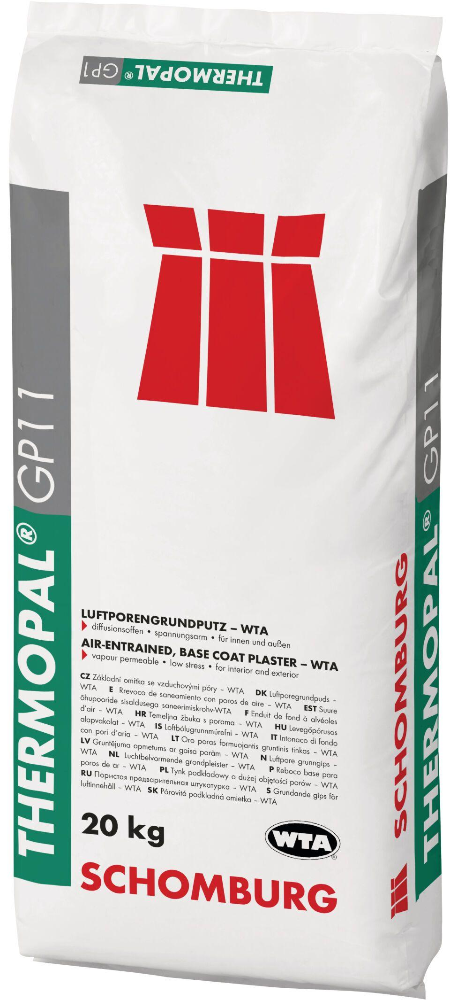 THERMOPAL® GP1
THERMOPAL® GP11
LUFTPORENGRUNDPUTZ – WTA
diffusionsoffen • spannungsarm • für innen und außen
AIR-ENTRAINED, BASE COAT PLASTER – WTA
vapour permeable • low stress • for interior and exterior
CZ Základní omítka se vzduchovými póry – WTA DK Luftporegrundpuds –
WTA E Rrevoco de saneamiento con poros de aire – WTA EST Suure
õhupooride sisaldusega saneerimiskrohv-WTA F Enduit de fond à alvéoles
d'air – WTA HR Temeljna žbuka s porama – WTA HU Levegőpórusos
alapvakolat – WTA IS Loftbólugrunnmúrefni – WTA IT Intonaco di fondo
con pori d'aria – WTA LT Oro poras formuojantis gruntinis tinkas – WTA
LV Gruntējuma apmetums ar gaisa porām – WTA N Luftpore grunngips –
WTA NL Luchtbelvormende grondpleister – WTA P Reboco base para
poros de ar – WTA PL Tynk podkładowy o dużej objętości porów – WTA
RU Пористая предварительная штукатурка – WTA S Grundande gips för
luftinnehåll – WTA SK Pórovitá podkladná omietka – WTA
20 kg
WTA®
SCHOMBURG
SCHOMBURG
THERMOPAL® GP11